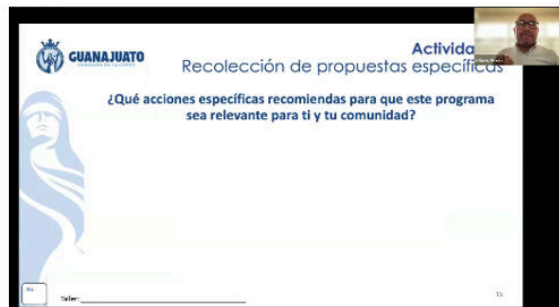 GUANAJUATO
Activida
Recolección de propuestas específicas
¿Qué acciones específicas recomiendas para que este programa
sea relevante para ti y tu comunidad?
Taller:
15